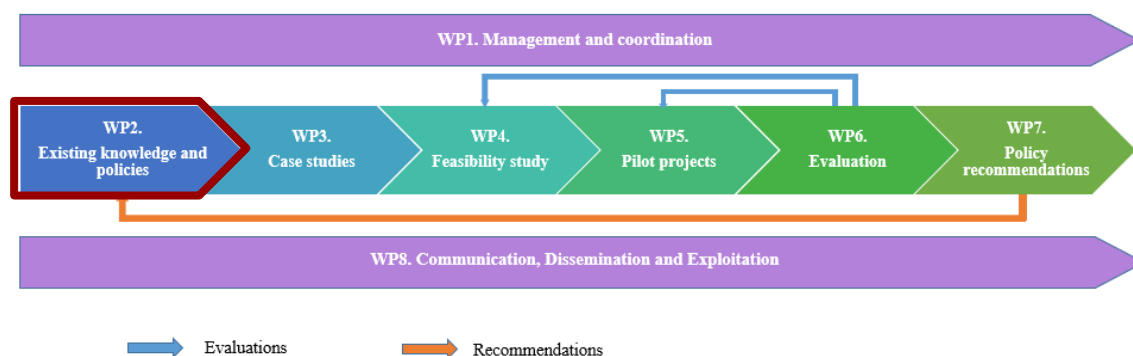 WP1. Management and coordination
WP2.
Existing knowledge and
policies
WP3.
Case studies
WP4.
Feasibility study
WP5.
Pilot projects
WP6.
Evaluation
WP7.
Policy
recommendations
WP8. Communication, Dissemination and Exploitation
Evaluations
Recommendations